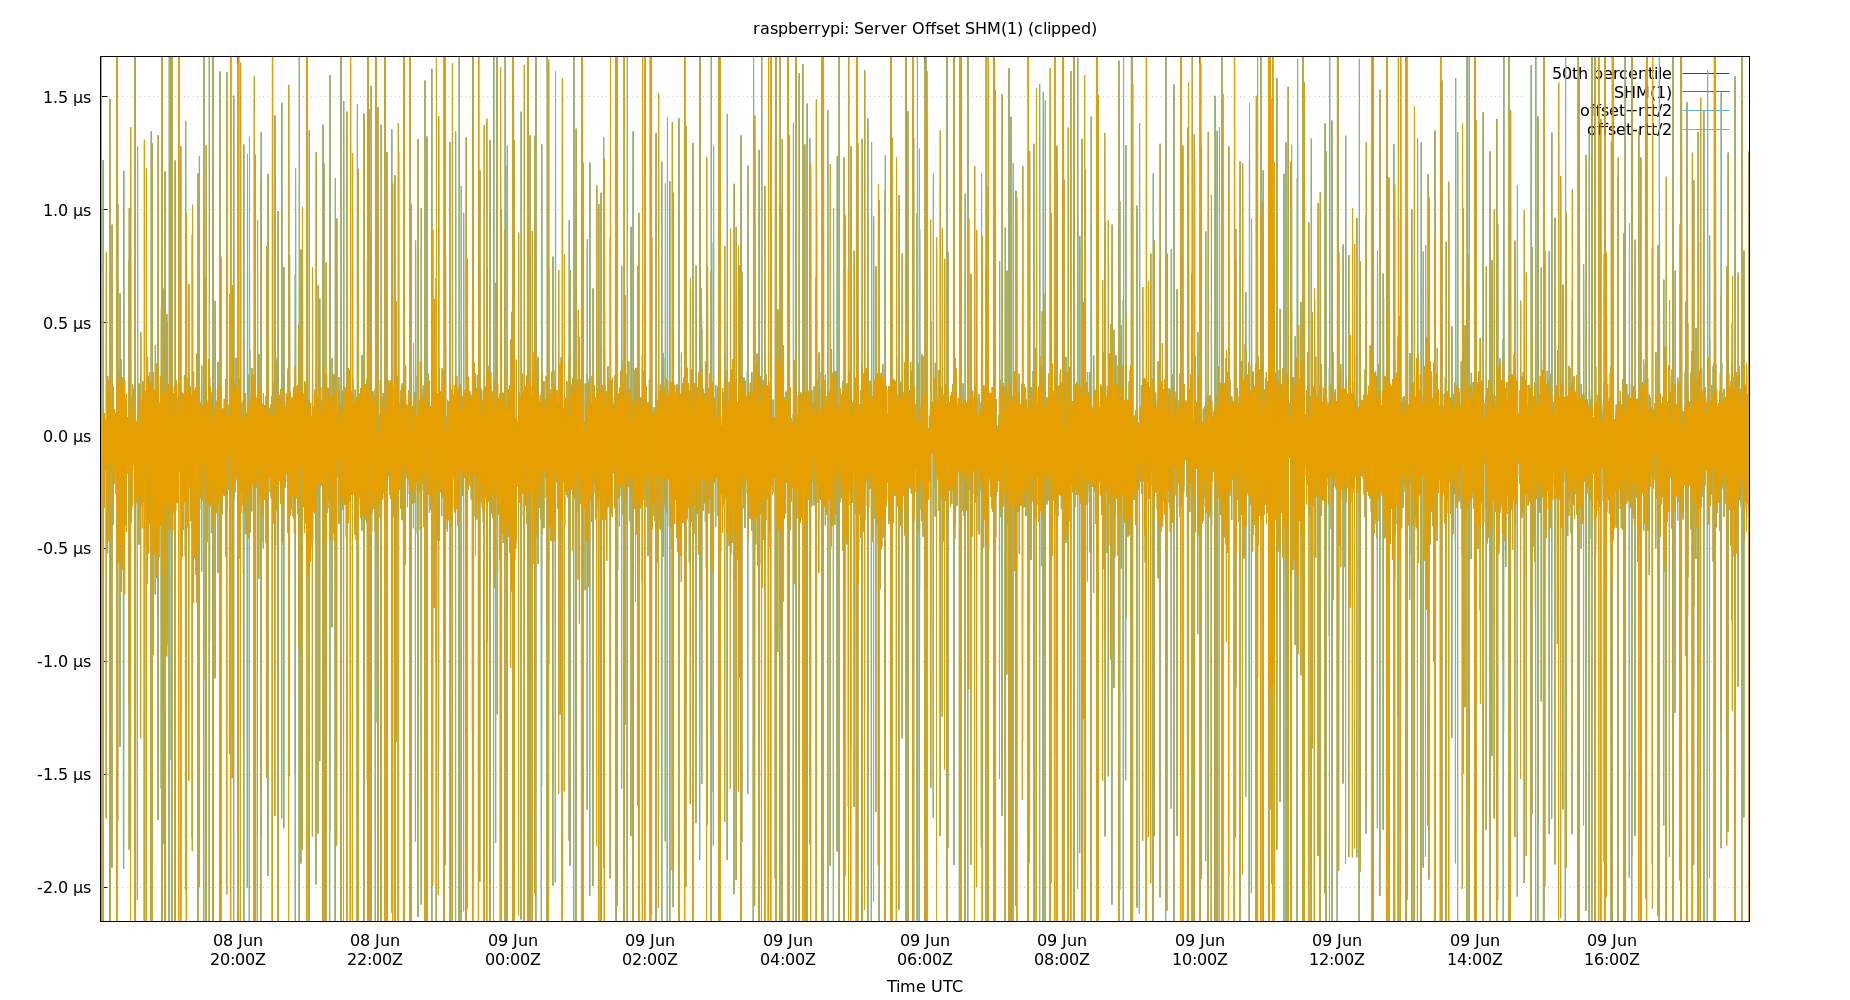 raspberrypi: Server Offset SHM(1) (clipped)
50th percentile
SHM(1)
offset--rtt/2
offset-rtt/2
1.5 µs
1.0 µs
0.5 µs
0.0 µs
-0.5 µs
-1.0 µs
-1.5 µs
-2.0 µs
08 Jun 08 Jun 09 Jun 09 Jun 09 Jun 09 Jun 09 Jun 09 Jun 09 Jun 09 Jun 09 Jun
20:00Z 22:00Z 00:00Z 02:00Z 04:00Z 06:00Z 08:00Z 10:00Z 12:00Z 14:00Z 16:00Z
Time UTC